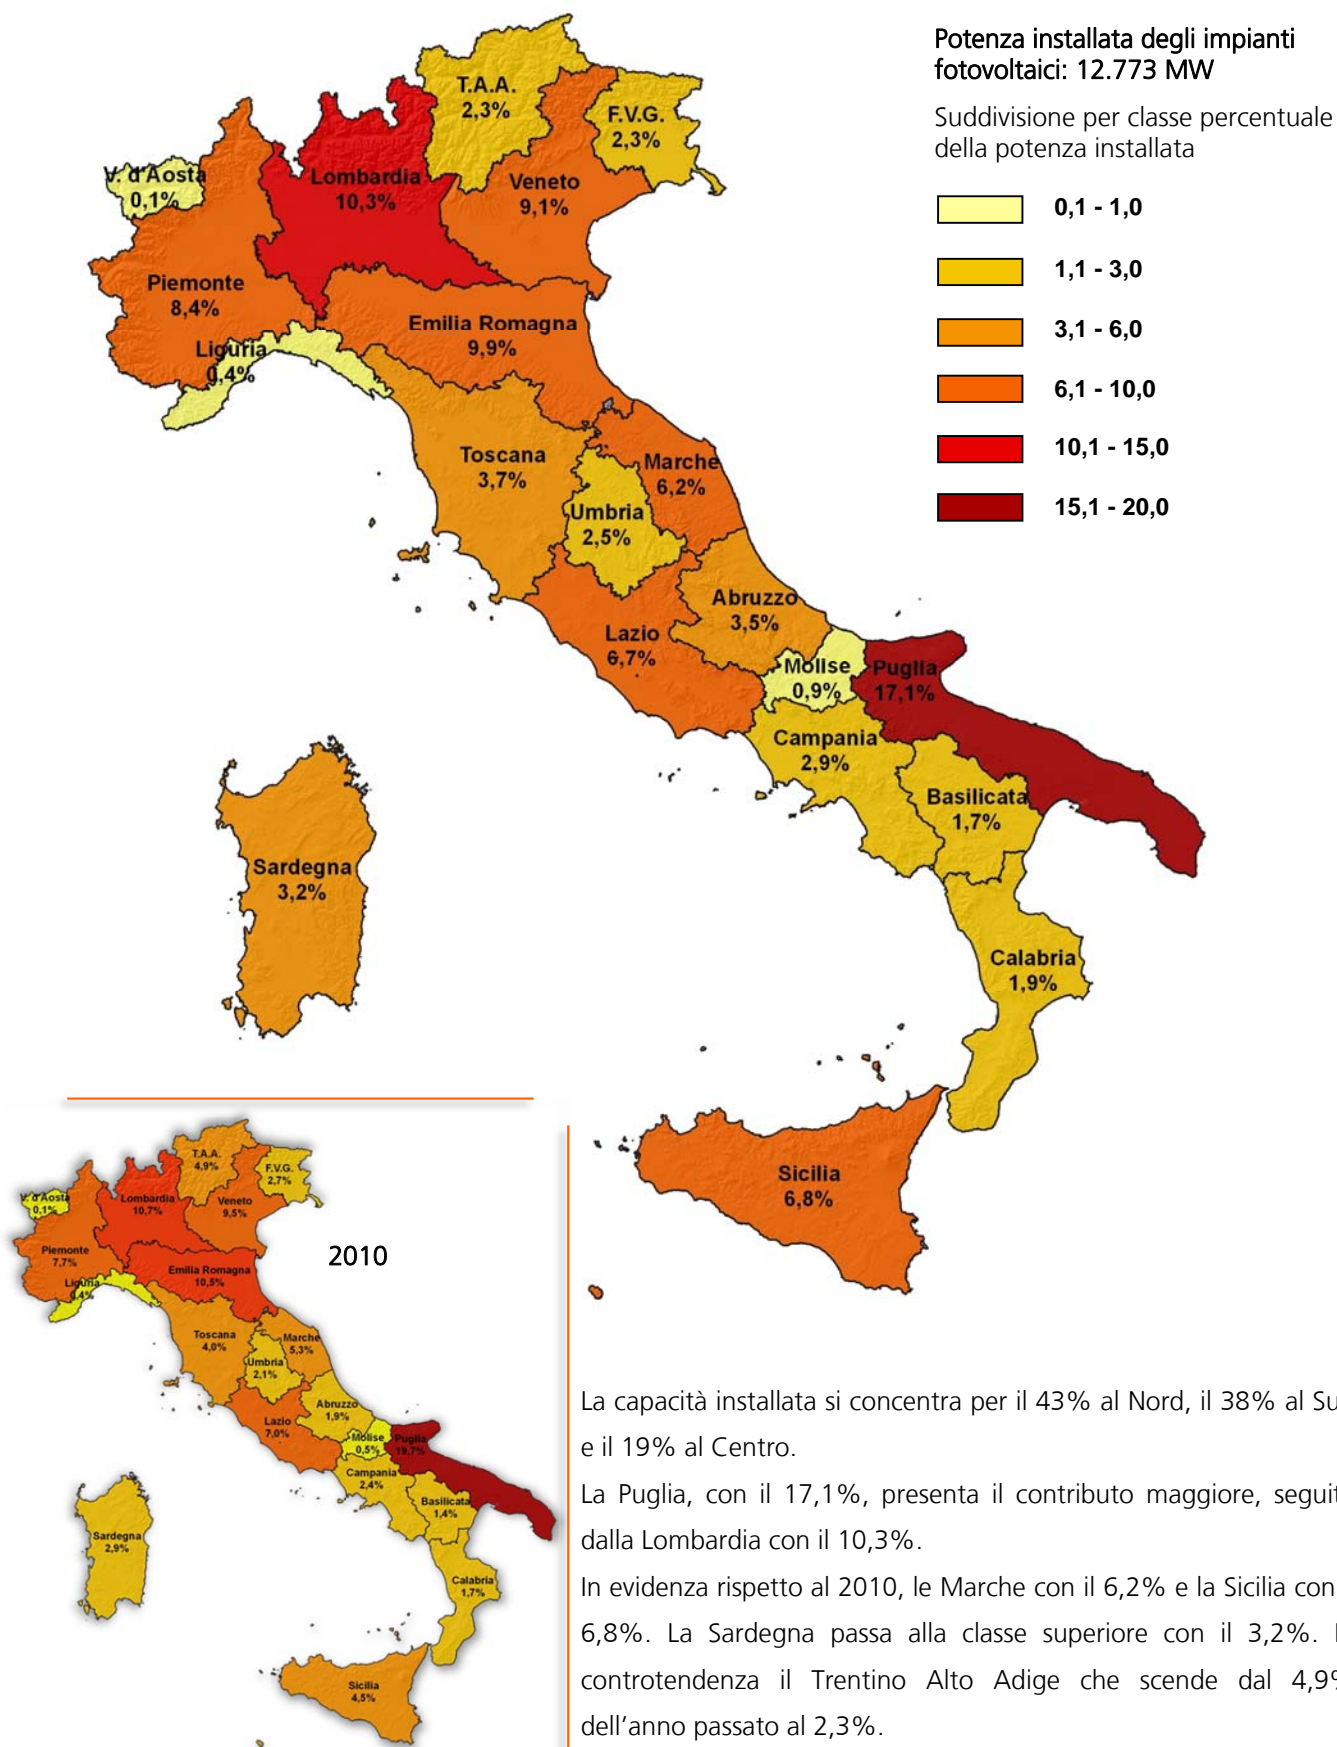 Potenza installata degli impianti
fotovoltaici: 12.773 MW
Suddivisione per classe percentuale
della potenza installata
0,1 - 1,0
1,1 - 3,0
3,1 - 6,0
6,1 - 10,0
10,1 - 15,0
15,1 - 20,0
T.A.A.
2,3%
F.V.G.
2,3%
V. d'Aosta
0,1%
Lombardia
10,3%
Veneto
9,1%
Piemonte
8,4%
Emilia Romagna
9,9%
Liguria
0,4%
Toscana
3,7%
Marche
6,2%
Umbria
2,5%
Abruzzo
3,5%
Lazio
6,7%
Molise
0,9%
Puglia
17,1%
Campania
2,9%
Basilicata
1,7%
Sardegna
3,2%
Calabria
1,9%
Sicilia
6,8%
2010
T.A.A.
4,9%
F.V.G.
2,7%
V. d'Aosta
0,1%
Lombardia
10,7%
Veneto
9,5%
Piemonte
7,7%
Emilia Romagna
10,5%
Liguria
0,4%
Toscana
4,0%
Marche
5,3%
Umbria
2,1%
Abruzzo
1,9%
Lazio
7,0%
Molise
0,5%
Puglia
19,7%
Campania
2,4%
Basilicata
1,4%
Sardegna
2,9%
Calabria
1,7%
Sicilia
4,5%
La capacità installata si concentra per il 43% al Nord, il 38% al Su
e il 19% al Centro.
La Puglia, con il 17,1%, presenta il contributo maggiore, seguit
dalla Lombardia con il 10,3%.
In evidenza rispetto al 2010, le Marche con il 6,2% e la Sicilia con
6,8%. La Sardegna passa alla classe superiore con il 3,2%.
controtendenza il Trentino Alto Adige che scende dal 4,9%
dell'anno passato al 2,3%.